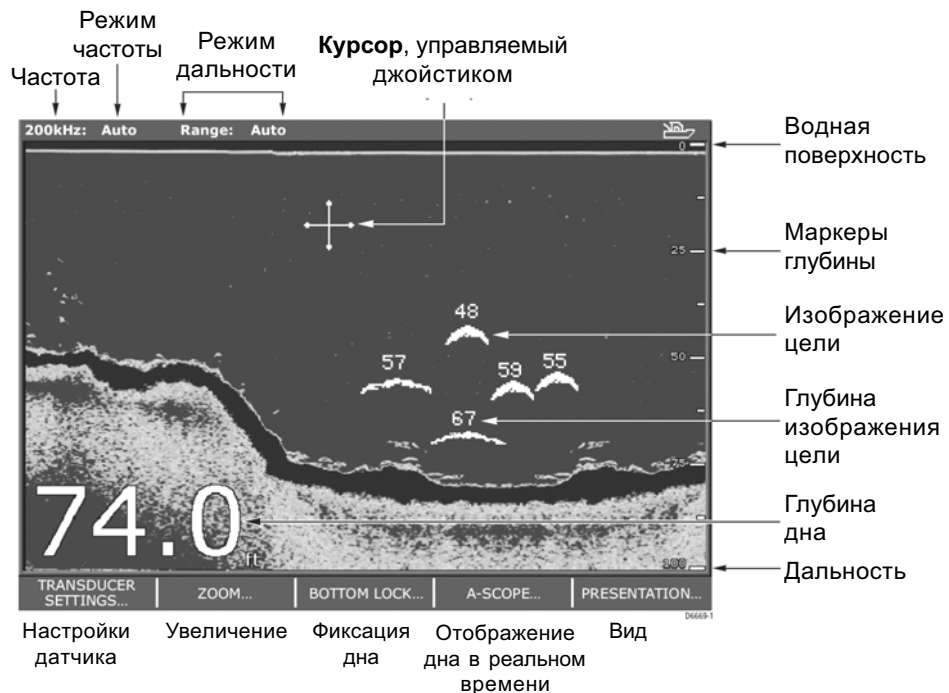 Режим
частоты
Режим
дальности
Курсор, управляемый
джойстиком
Частота
200kHz: Auto Range: Auto
0
Водная
поверхность
25
Маркеры
глубины
48
Изображение
цели
50
57
59
55
67
Глубина
изображения
цели
75
74.0 ft
Глубина
дна
100
Дальность
TRANSDUCER
SETTINGS...
ZOOM...
BOTTOM LOCK...
A-SCOPE...
PRESENTATION...
D6669-1
Настройки
датчика
Увеличение
Фиксация
дна
Отображение
дна в реальном
времени
Вид